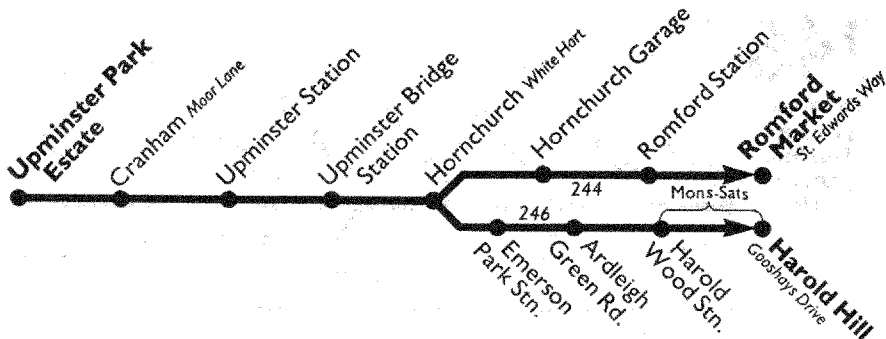 Upminster Park
Estate
Cranham Moor Lane
Upminster Station
Upminster Bridge
Station
Hornchurch White Hart
Hornchurch Garage
Romford Station
Romford
Market
St. Edwards Way
244
Mons-Sats
246
Emerson
Park Stn.
Ardleigh
Green Rd.
Harold
Wood Stn.
Harold Hill
Gooshays Drive